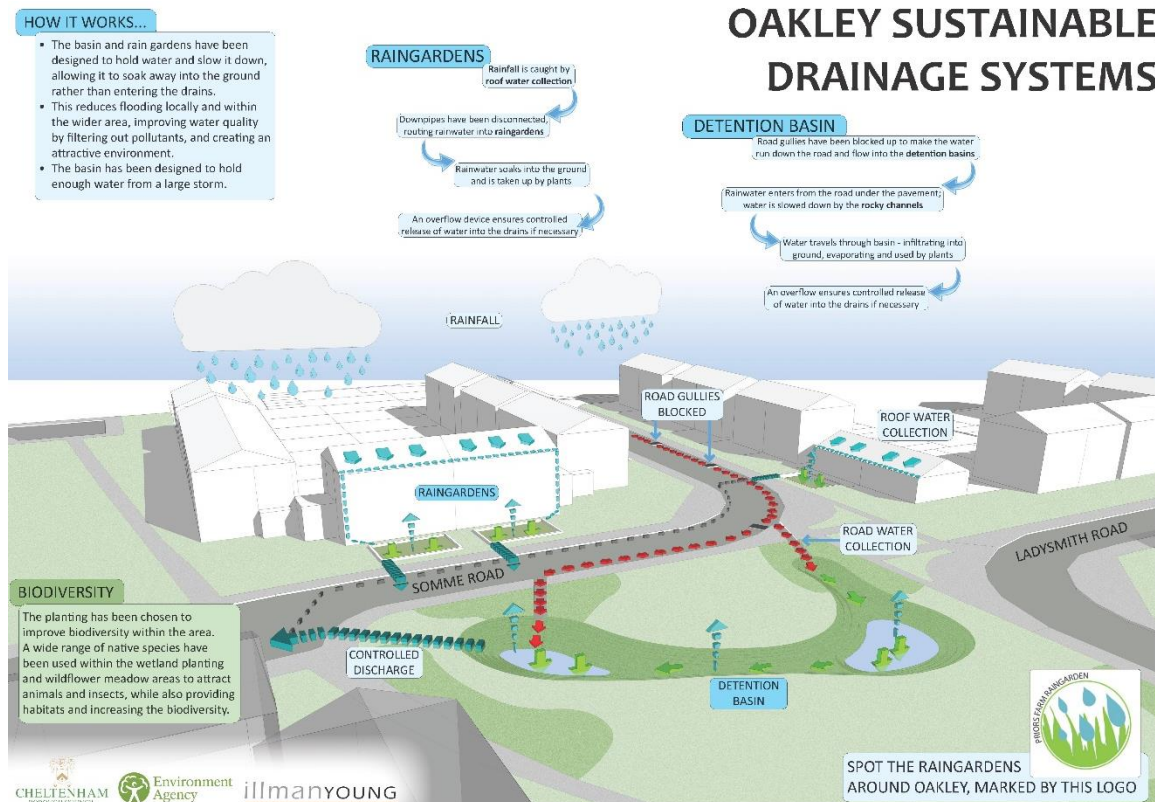 OAKLEY SUSTAINABLE
DRAINAGE SYSTEMS
HOW IT WORKS...
• The basin and rain gardens have been
designed to hold water and slow it down,
allowing it to soak away into the ground
rather than entering the drains.
• This reduces flooding locally and within
the wider area, improving water quality
by filtering out pollutants, and creating an
attractive environment.
• The basin has been designed to hold
enough water from a large storm.
RAINGARDENS
Rainfall is caught by
roof water collection
Downpipes have been disconnected,
routing rainwater into raingardens
Rainwater soaks into the ground
and is taken up by plants
An overflow device ensures controlled
release of water into the drains if necessary
DETENTION BASIN
Road gullies have been blocked up to make the water
run down the road and flow into the detention basins
Rainwater enters from the road under the pavement;
water is slowed down by the rocky channels
Water travels through basin - infiltrating into
ground, evaporating and used by plants
An overflow ensures controlled release
of water into the drains if necessary
RAINFALL
ROAD GULLIES
BLOCKED
ROOF WATER
COLLECTION
RAINGARDENS
ROAD WATER
COLLECTION
LADYSMITH ROAD
SOMME ROAD
CONTROLLED
DISCHARGE
DETENTION
BASIN
BIODIVERSITY
The planting has been chosen to
improve biodiversity within the area.
A wide range of native species have
been used within the wetland planting
and wildflower meadow areas to attract
animals and insects, while also providing
habitats and increasing the biodiversity.
PRIORS FARM RAINGARDEN
SPOT THE RAINGARDENS
AROUND OAKLEY, MARKED BY THIS LOGO
CHELTENHAM
Environment
Agency
illmanYOUNG